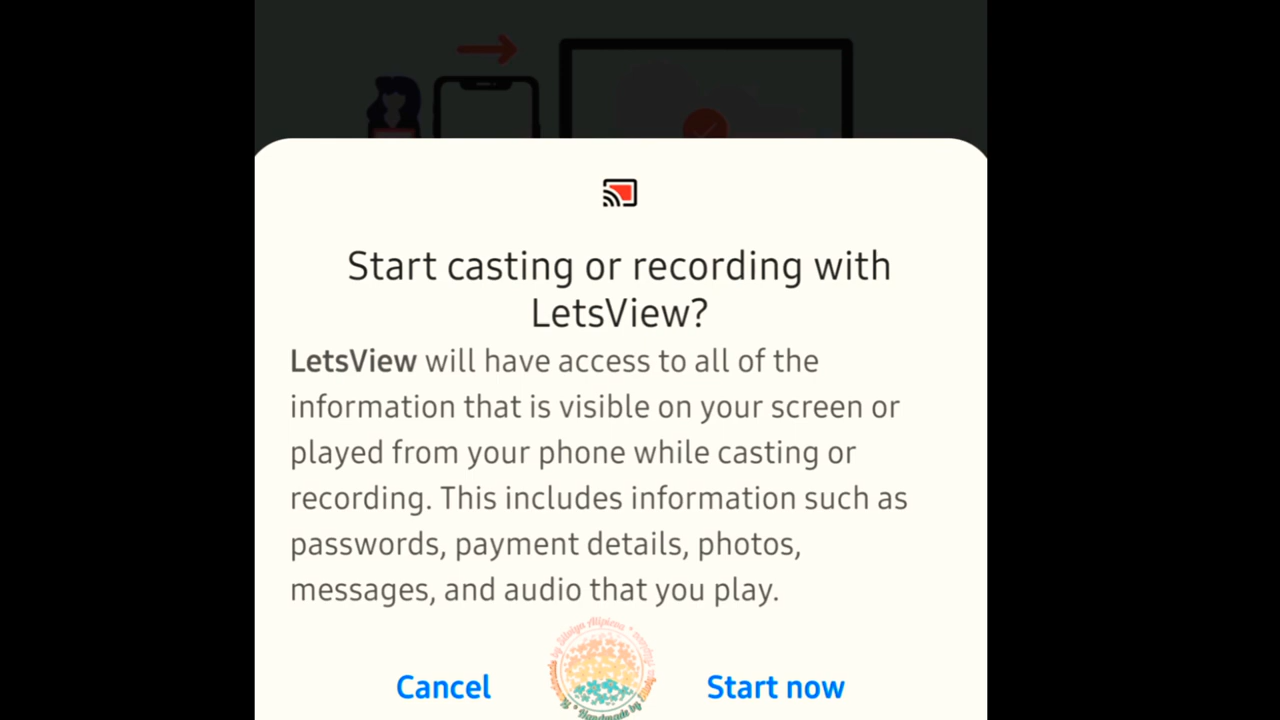 Start casting or recording with
LetsView?
LetsView will have access to all of the
information that is visible on your screen or
played from your phone while casting or
recording. This includes information such as
passwords, payment details, photos,
messages, and audio that you play.
Cancel
Start now
Handmade by